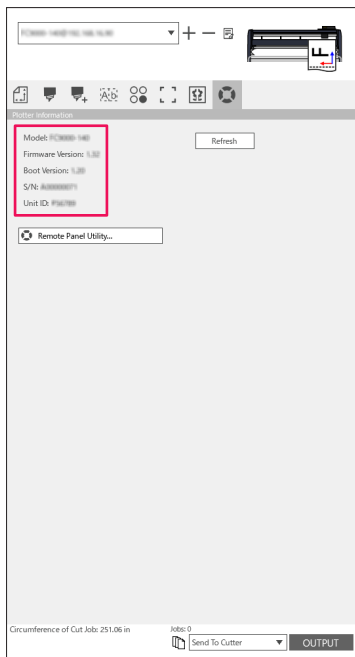 Plotter Information
Model:
Refresh
Firmware Version:
Boot Version:
S/N:
Unit ID:
Remote Panel Utility...
Circumference of Cut Job: 251.06 in
Jobs: 0
Send To Cutter
OUTPUT